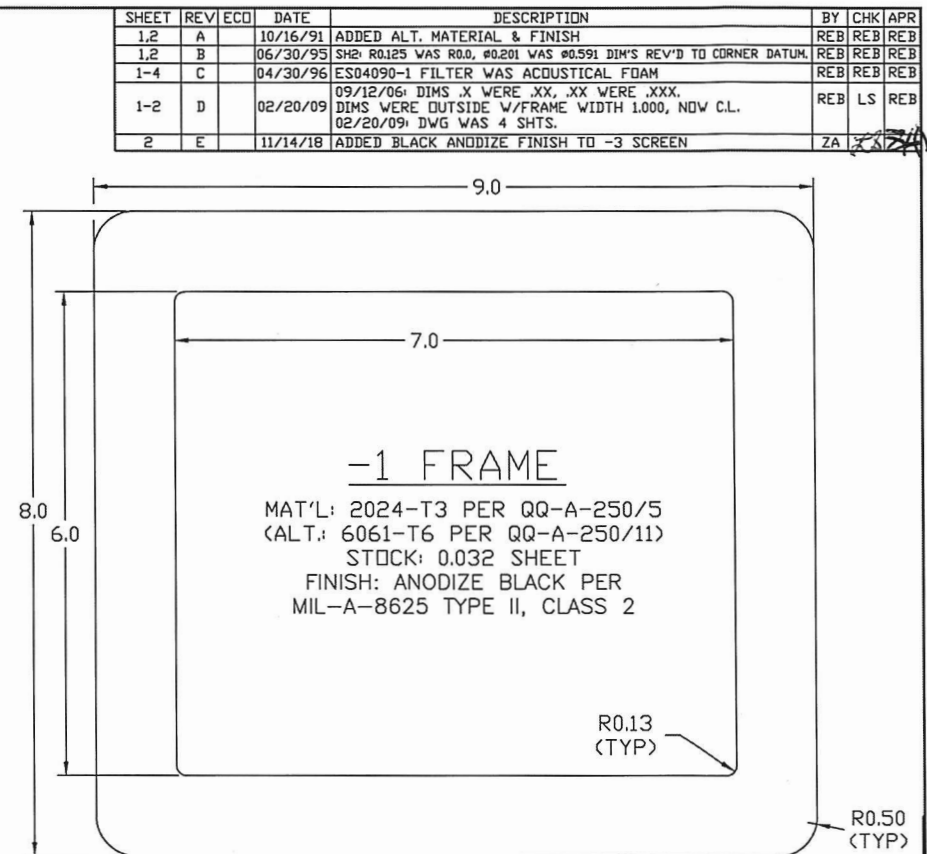 SHEET REV ECO DATE DESCRIPTION BY CHK APR
1,2 A 10/16/91 ADDED ALT. MATERIAL & FINISH REB REB REB
1,2 B 06/30/95 SH2: R0.125 WAS R0.0, ø0.201 WAS ø0.591 DIM'S REV'D TO CORNER DATUM. REB REB REB
1-4 C 04/30/96 ES04090-1 FILTER WAS ACOUSTICAL FOAM REB REB REB
1-2 D 02/20/09 09/12/06: DIMS .X WERE .XX, .XX WERE .XXX. REB LS REB
DIMS WERE OUTSIDE W/FRAME WIDTH 1.000, NOW C.L.
02/20/09: DWG WAS 4 SHTS.
2 E 11/14/18 ADDED BLACK ANODIZE FINISH TO -3 SCREEN ZA
9.0
7.0
8.0
6.0
-1 FRAME
MAT'L: 2024-T3 PER QQ-A-250/5
(ALT.: 6061-T6 PER QQ-A-250/11)
STOCK: 0.032 SHEET
FINISH: ANODIZE BLACK PER
MIL-A-8625 TYPE II, CLASS 2
R0.13
(TYP)
R0.50
(TYP)